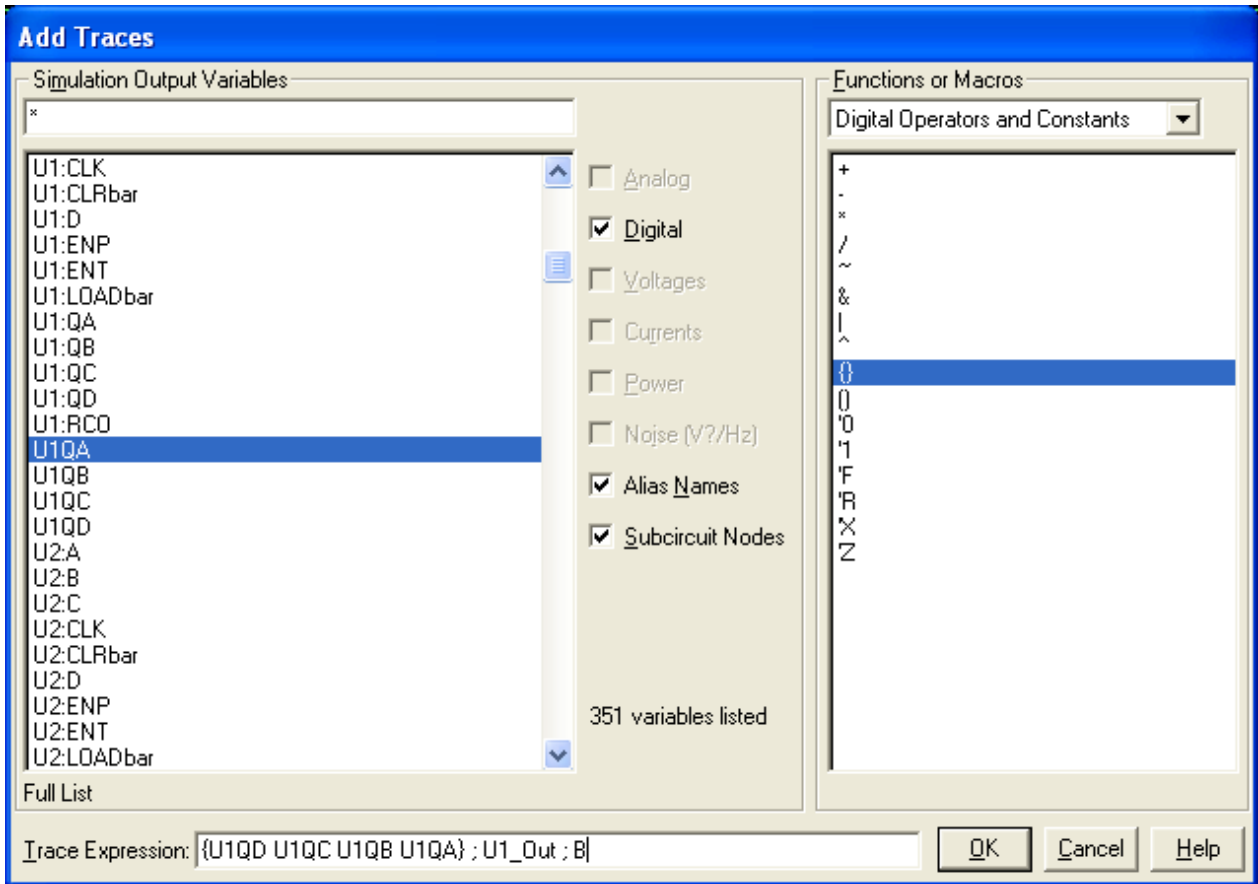 Add Traces
Simulation Output Variables
*
U1:CLK
U1:CLRbar
U1:D
U1:ENP
U1:ENT
U1:LOADbar
U1:QA
U1:QB
U1:QC
U1:QD
U1:RCO
U1QA
U1QB
U1QC
U1QD
U2:A
U2:B
U2:C
U2:CLK
U2:CLRbar
U2:D
U2:ENP
U2:ENT
U2:LOADbar
Full List
Analog
Digital
Voltages
Currents
Power
Noise (V?/Hz)
Alias Names
Subcircuit Nodes
351 variables listed
Functions or Macros
Digital Operators and Constants
+
-
*
/
~
&
|
^
{}
()
'0
'1
'F
'R
'X
'Z
Trace Expression: {U1QD U1QC U1QB U1QA} ; U1_Out ; B
OK
Cancel
Help